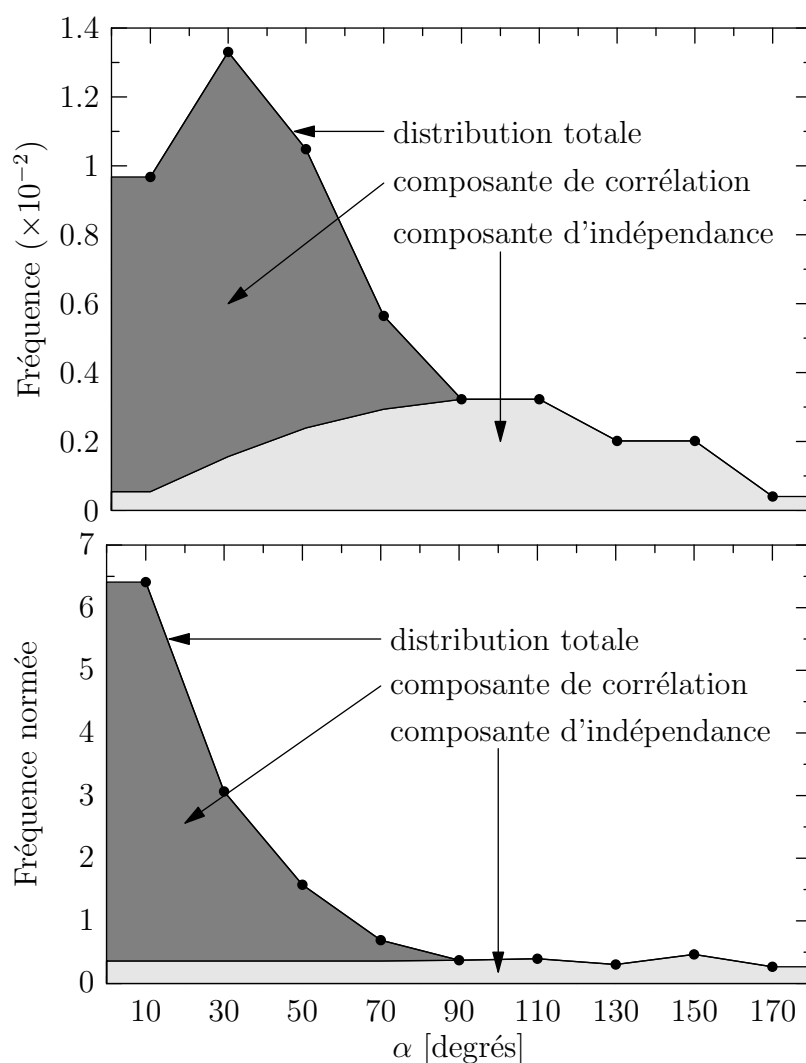 1.4
1.2
1
0.8
0.6
0.4
0.2
0
Fréquence (×10⁻²)
distribution totale
composante de corrélation
composante d'indépendance
7
6
5
4
3
2
1
0
Fréquence normée
distribution totale
composante de corrélation
composante d'indépendance
10 30 50 70 90 110 130 150 170
α [degrés]